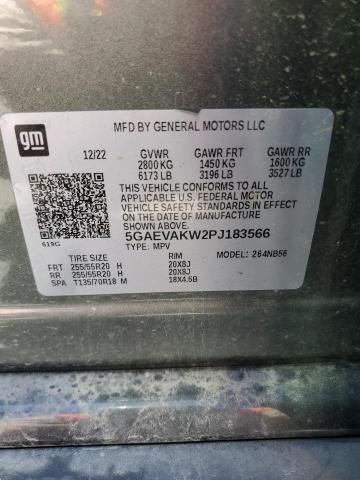 gm
MFD BY GENERAL MOTORS LLC
12/22 GVWR GAWR FRT GAWR RR
2800 KG 1450 KG 1600 KG
6173 LB 3196 LB 3527 LB
THIS VEHICLE CONFORMS TO ALL
APPLICABLE U.S. FEDERAL MOTOR
VEHICLE SAFETY STANDARDS IN EFFECT
ON THE DATE OF MANUFACTURE
SHOWN ABOVE.
5GAEVAKW2PJ183566
619G TYPE: MPV MODEL: 264NB56
TIRE SIZE RIM
FRT 255/55R20 H 20X8J
RR 255/55R20 H 20X8J
SPA T135/70R18 M 18X4.5B